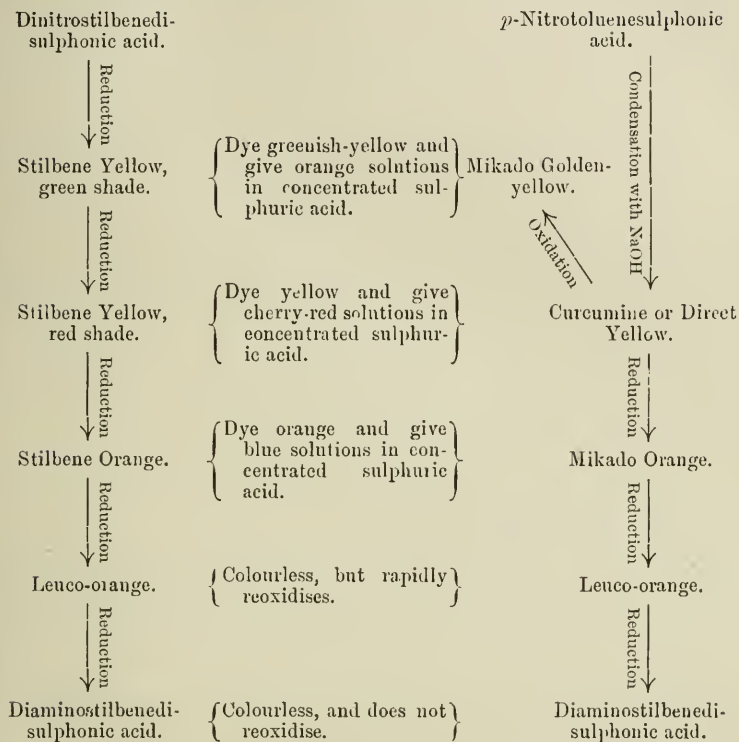 Dinitrostilbenedi-
sulphonic acid.
p-Nitrotoluenesulphonic
acid.
Reduction
Condensation with NaOH
Stilbene Yellow,
green shade.
Dye greenish-yellow and
give orange solutions
in concentrated sul-
phuric acid.
Mikado Golden-
yellow.
Oxidation
Reduction
Stilbene Yellow,
red shade.
Dye yellow and give
cherry-red solutions in
concentrated sulphur-
ic acid.
Curcumine or Direct
Yellow.
Reduction
Reduction
Stilbene Orange.
Dye orange and give
blue solutions in con-
centrated sulphuric
acid.
Mikado Orange.
Reduction
Reduction
Leuco-orange.
Colourless, but rapidly
reoxidises.
Leuco-orange.
Reduction
Reduction
Diaminostilbenedi-
sulphonic acid.
Colourless, and does not
reoxidise.
Diaminostilbenedi-
sulphonic acid.